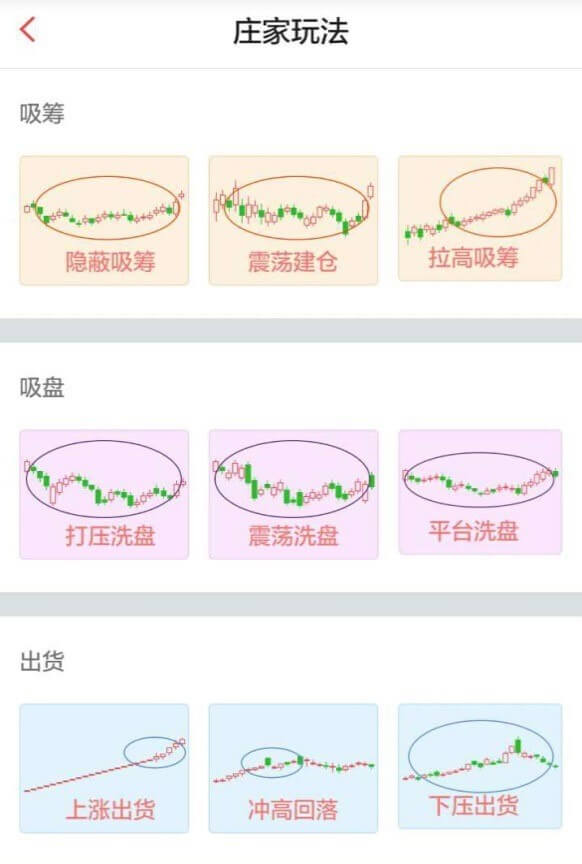 庄家玩法
吸筹
隐蔽吸筹
震荡建仓
拉高吸筹
吸盘
打压洗盘
震荡洗盘
平台洗盘
出货
上涨出货
冲高回落
下压出货